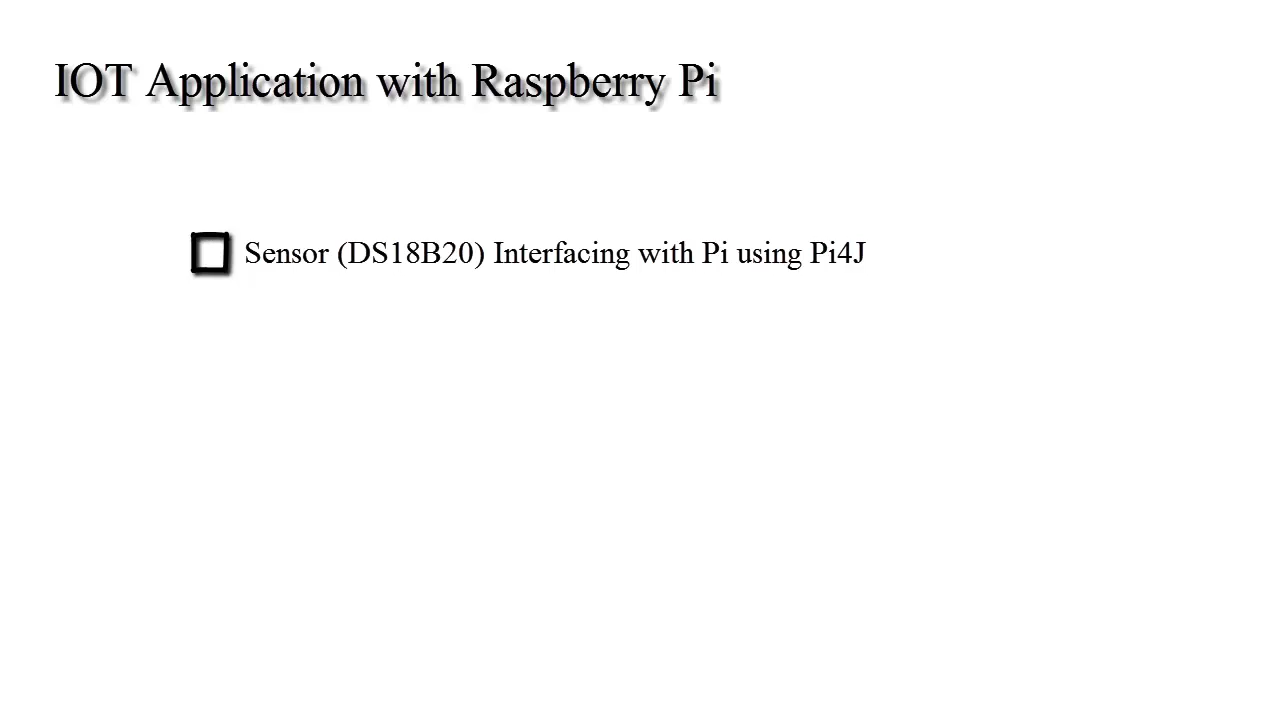 IOT Application with Raspberry Pi
Sensor (DS18B20) Interfacing with Pi using Pi4J